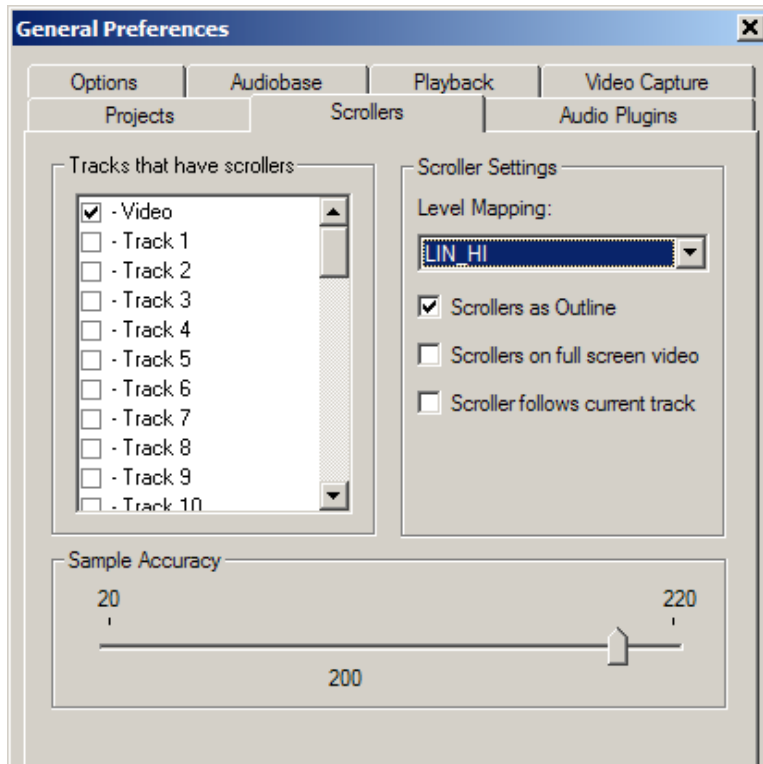 General Preferences
Options Audiobase Playback Video Capture
Projects Scrollers Audio Plugins
Tracks that have scrollers
- Video
- Track 1
- Track 2
- Track 3
- Track 4
- Track 5
- Track 6
- Track 7
- Track 8
- Track 9
- Track 10
Scroller Settings
Level Mapping:
LIN_HI
Scrollers as Outline
Scrollers on full screen video
Scroller follows current track
Sample Accuracy
20 220
200